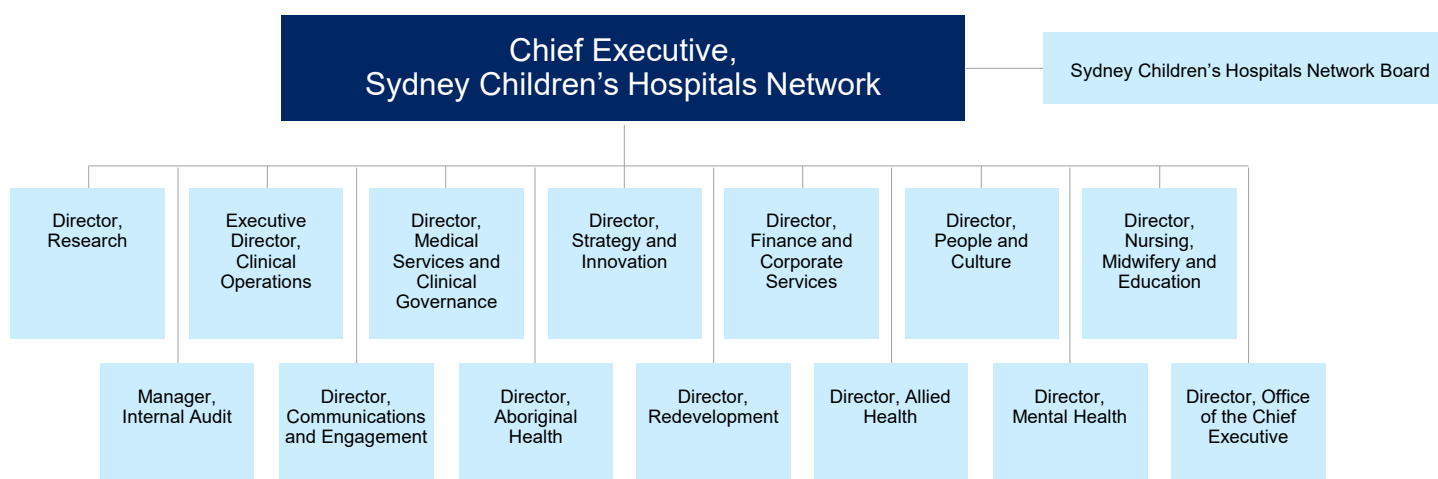 Chief Executive,
Sydney Children’s Hospitals Network
Sydney Children’s Hospitals Network Board
Director,
Research
Executive
Director,
Clinical
Operations
Director,
Medical
Services and
Clinical
Governance
Director,
Strategy and
Innovation
Director,
Finance and
Corporate
Services
Director,
People and
Culture
Director,
Nursing,
Midwifery and
Education
Manager,
Internal Audit
Director,
Communications
and Engagement
Director,
Aboriginal
Health
Director,
Redevelopment
Director, Allied
Health
Director,
Mental Health
Director, Office
of the Chief
Executive